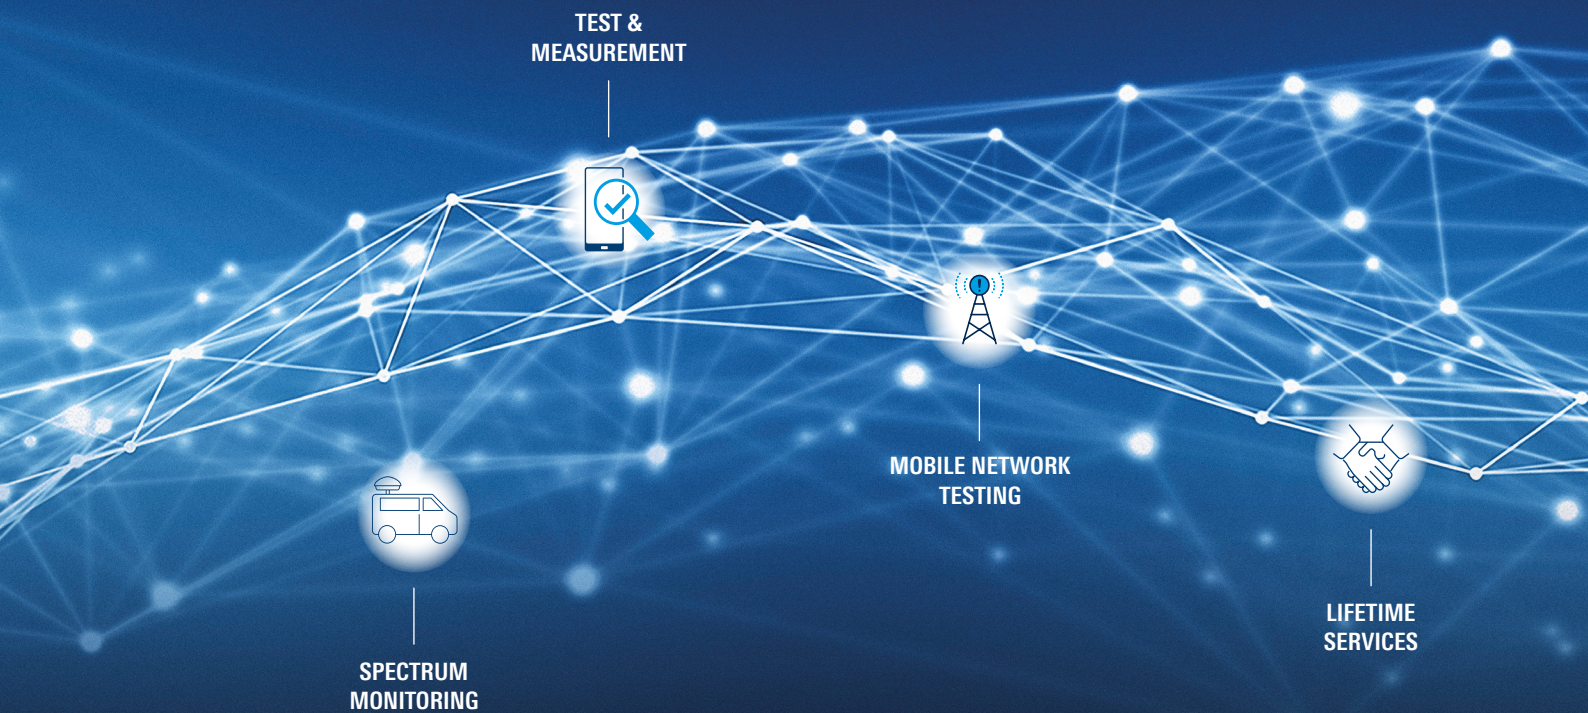 TEST &
MEASUREMENT
MOBILE NETWORK
TESTING
LIFETIME
SERVICES
SPECTRUM
MONITORING